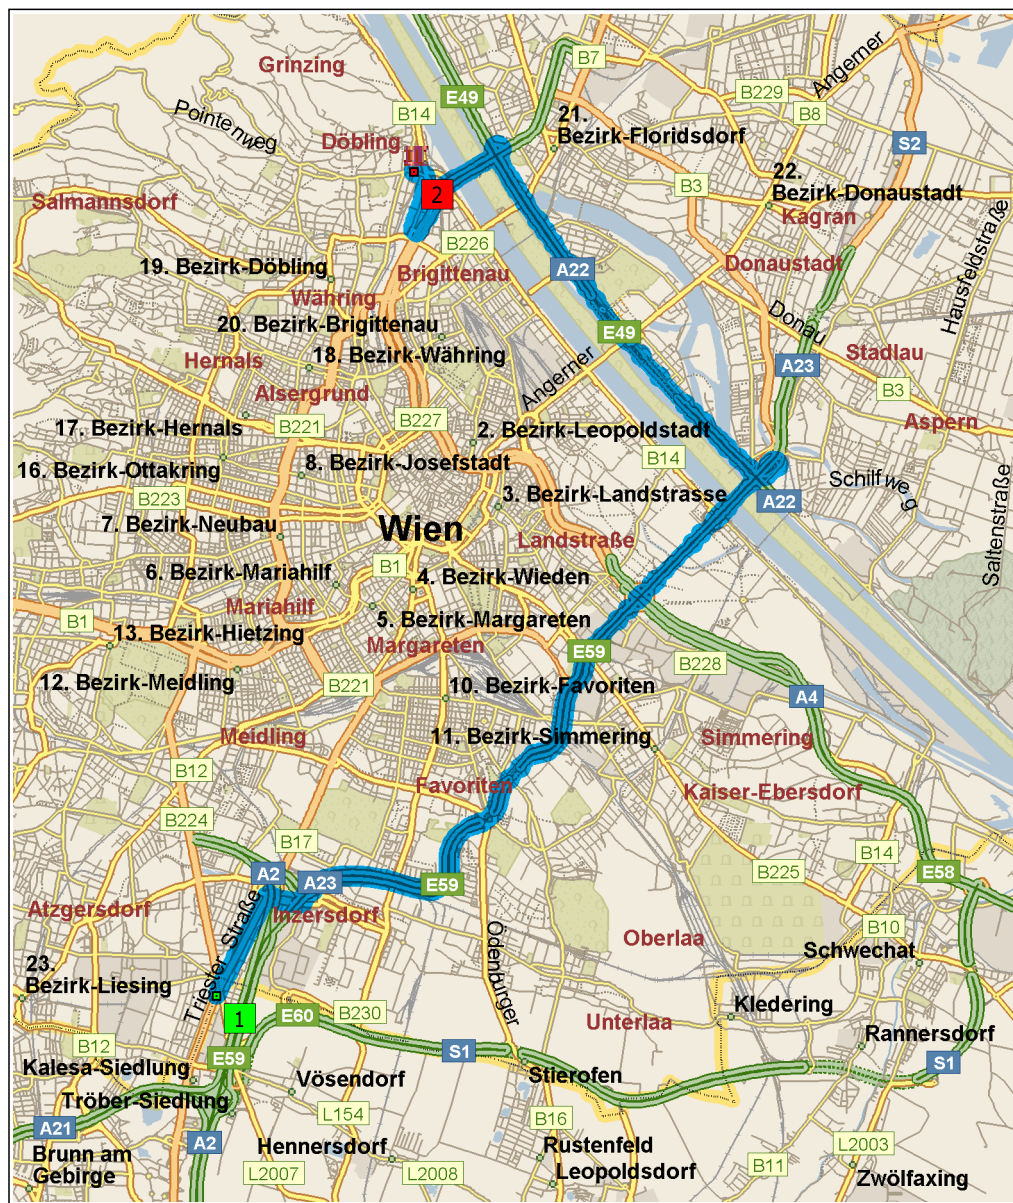 Grinzing
B7
Angerner
E49
B229
B14
21.
Bezirk-Floridsdorf
B8
Pointenweg
Döbling
S2
2
B3
22.
Bezirk-Donaustadt
Salmannsdorf
Kagran
Hausfeldstraße
B226
19. Bezirk-Döbling
Brigittenau
A22
Donaustadt
Währing
20. Bezirk-Brigittenau
E49
Donau
18. Bezirk-Währing
Stadlau
Hernals
Angerner
A23
Alsergrund
B3
B227
17. Bezirk-Hernals
B221
2. Bezirk-Leopoldstadt
Aspern
16. Bezirk-Ottakring
8. Bezirk-Josefstadt
B14
Schilfweg
B223
3. Bezirk-Landstrasse
A22
7. Bezirk-Neubau
Wien
Landstraße
Saltenstraße
6. Bezirk-Mariahilf
B1
4. Bezirk-Wieden
Mariahilf
B1
5. Bezirk-Margareten
13. Bezirk-Hietzing
Margareten
E59
B228
12. Bezirk-Meidling
B221
10. Bezirk-Favoriten
A4
Meidling
11. Bezirk-Simmering
Simmering
B12
Favoriten
Kaiser-Ebersdorf
B224
B17
B14
A2
A23
E59
B225
E58
Atzgersdorf
Inzersdorf
Triester Straße
Ödenburger
Oberlaa
B10
Schwechat
23.
Bezirk-Liesing
1
E60
B230
Unterlaa
Kledering
Rannersdorf
B12
E59
S1
S1
Kalesa-Siedlung
Vösendorf
Stierofen
Tröber-Siedlung
L154
B16
A21
A2
Hennersdorf
Rustenfeld
L2003
Brunn am
Gebirge
L2007
L2008
Leopoldsdorf
B11
Zwölfaxing